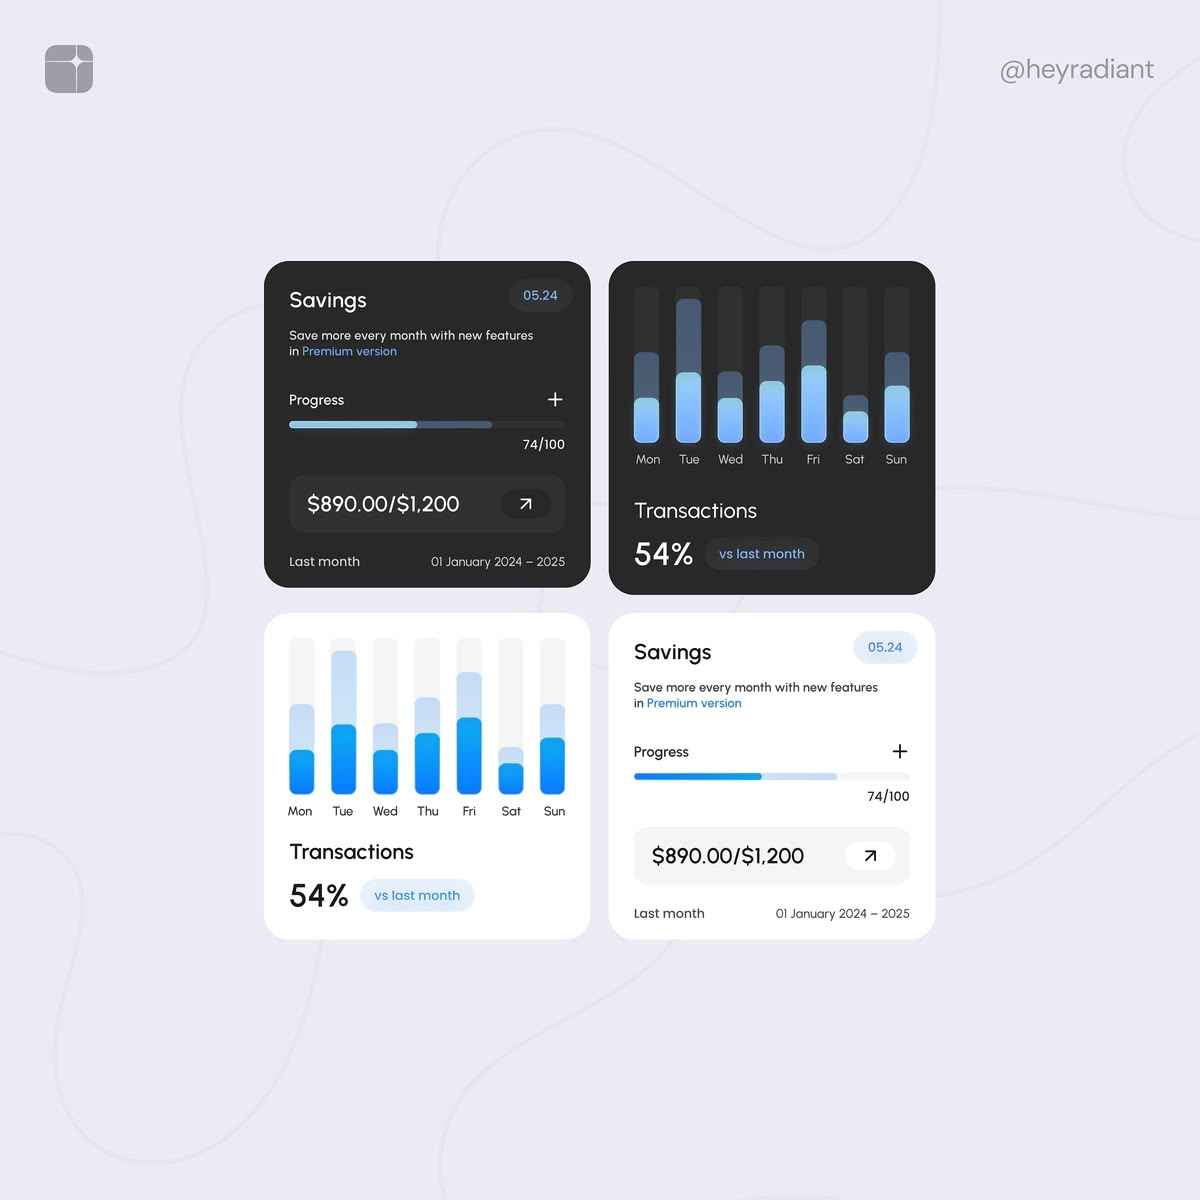 @heyradiant
Savings
05.24
Save more every month with new features
in Premium version
Progress
74/100
$890.00/$1,200
Last month
01 January 2024 – 2025
Mon Tue Wed Thu Fri Sat Sun
Transactions
54% vs last month
Mon Tue Wed Thu Fri Sat Sun
Transactions
54% vs last month
Savings
05.24
Save more every month with new features
in Premium version
Progress
74/100
$890.00/$1,200
Last month
01 January 2024 – 2025